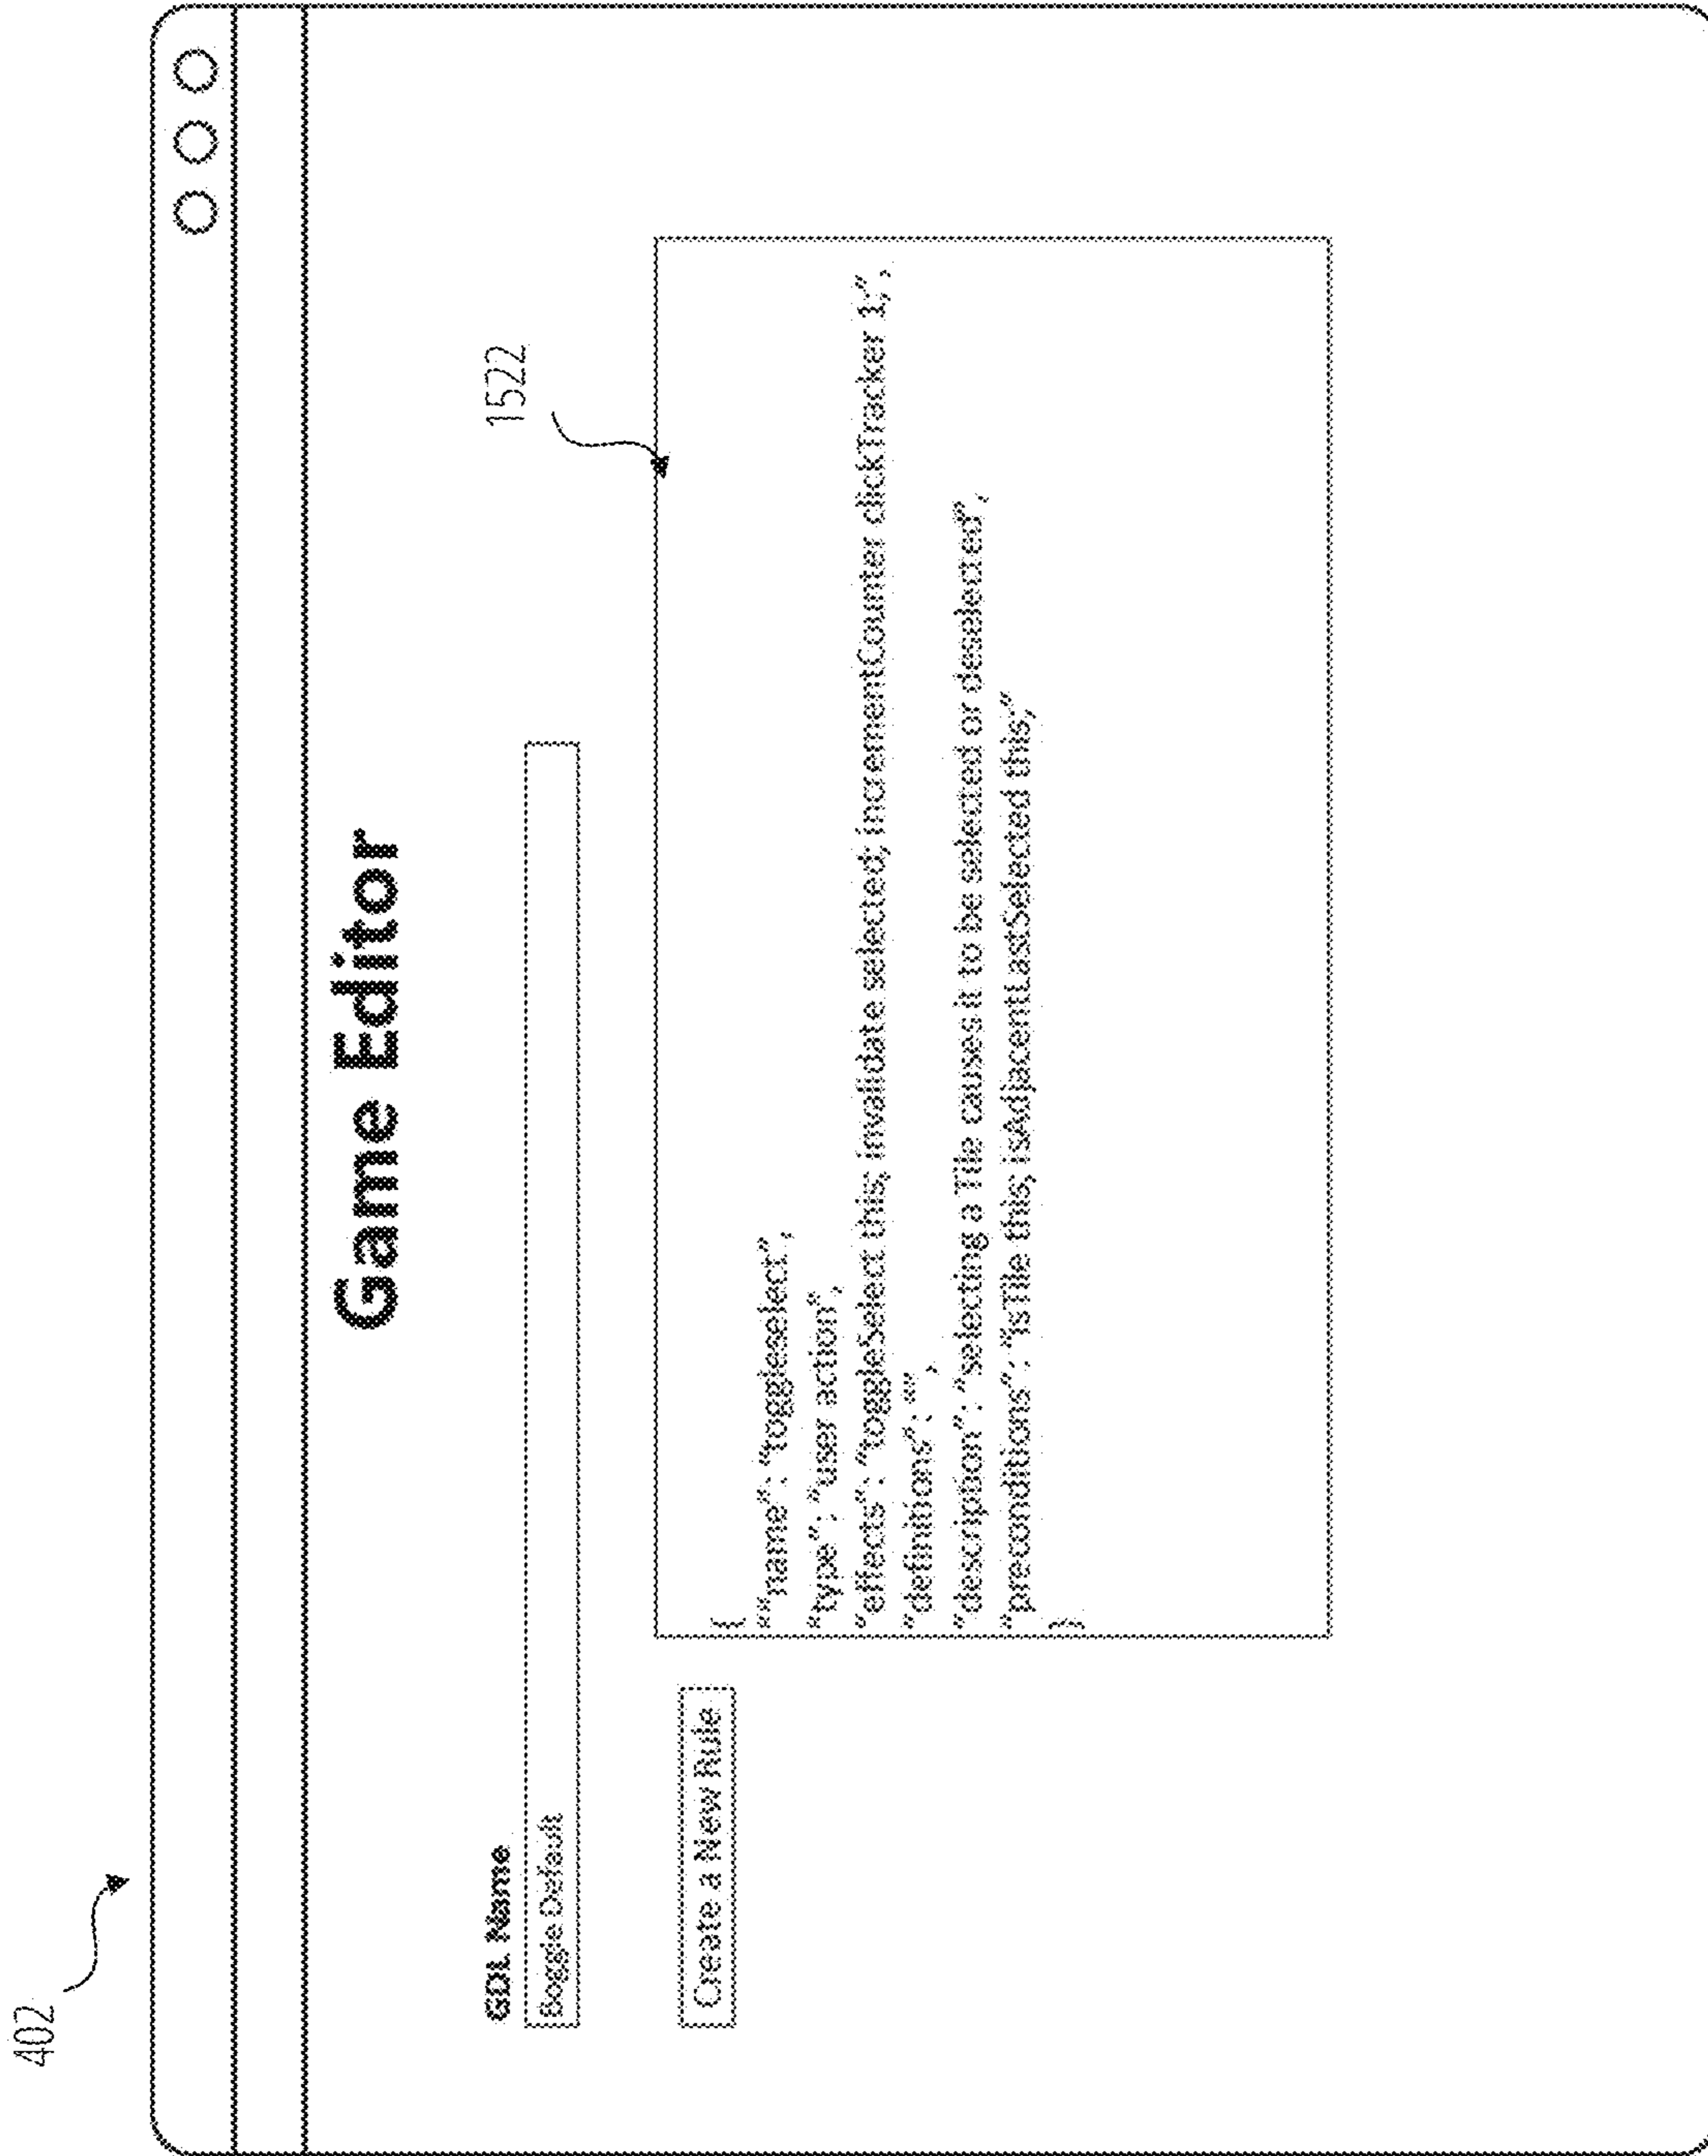 402
Game Editor
GDL Name
Boggle Default
1522
Create a New Rule
{
““name”: “toggleselect”,
“type”: “user action”,
“effects”: “toggleSelect this; invalidate selected; incrementCounter clickTracker 1;”,
“definitions”: “”,
“description”: “selecting a Tile causes it to be selected or deselected”,
“preconditions”: “isTile this; isAdjacentLastSelected this;”
}